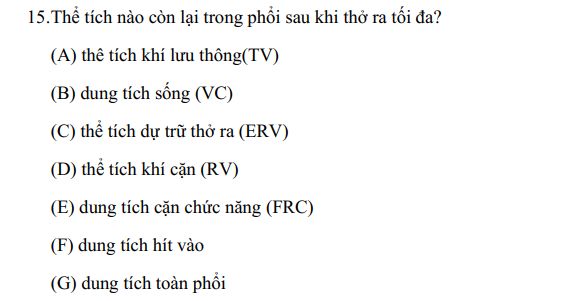 15.Thể tích nào còn lại trong phổi sau khi thở ra tối đa?
(A) thê tích khí lưu thông(TV)
(B) dung tích sống (VC)
(C) thể tích dự trữ thở ra (ERV)
(D) thể tích khí cặn (RV)
(E) dung tích cặn chức năng (FRC)
(F) dung tích hít vào
(G) dung tích toàn phổi